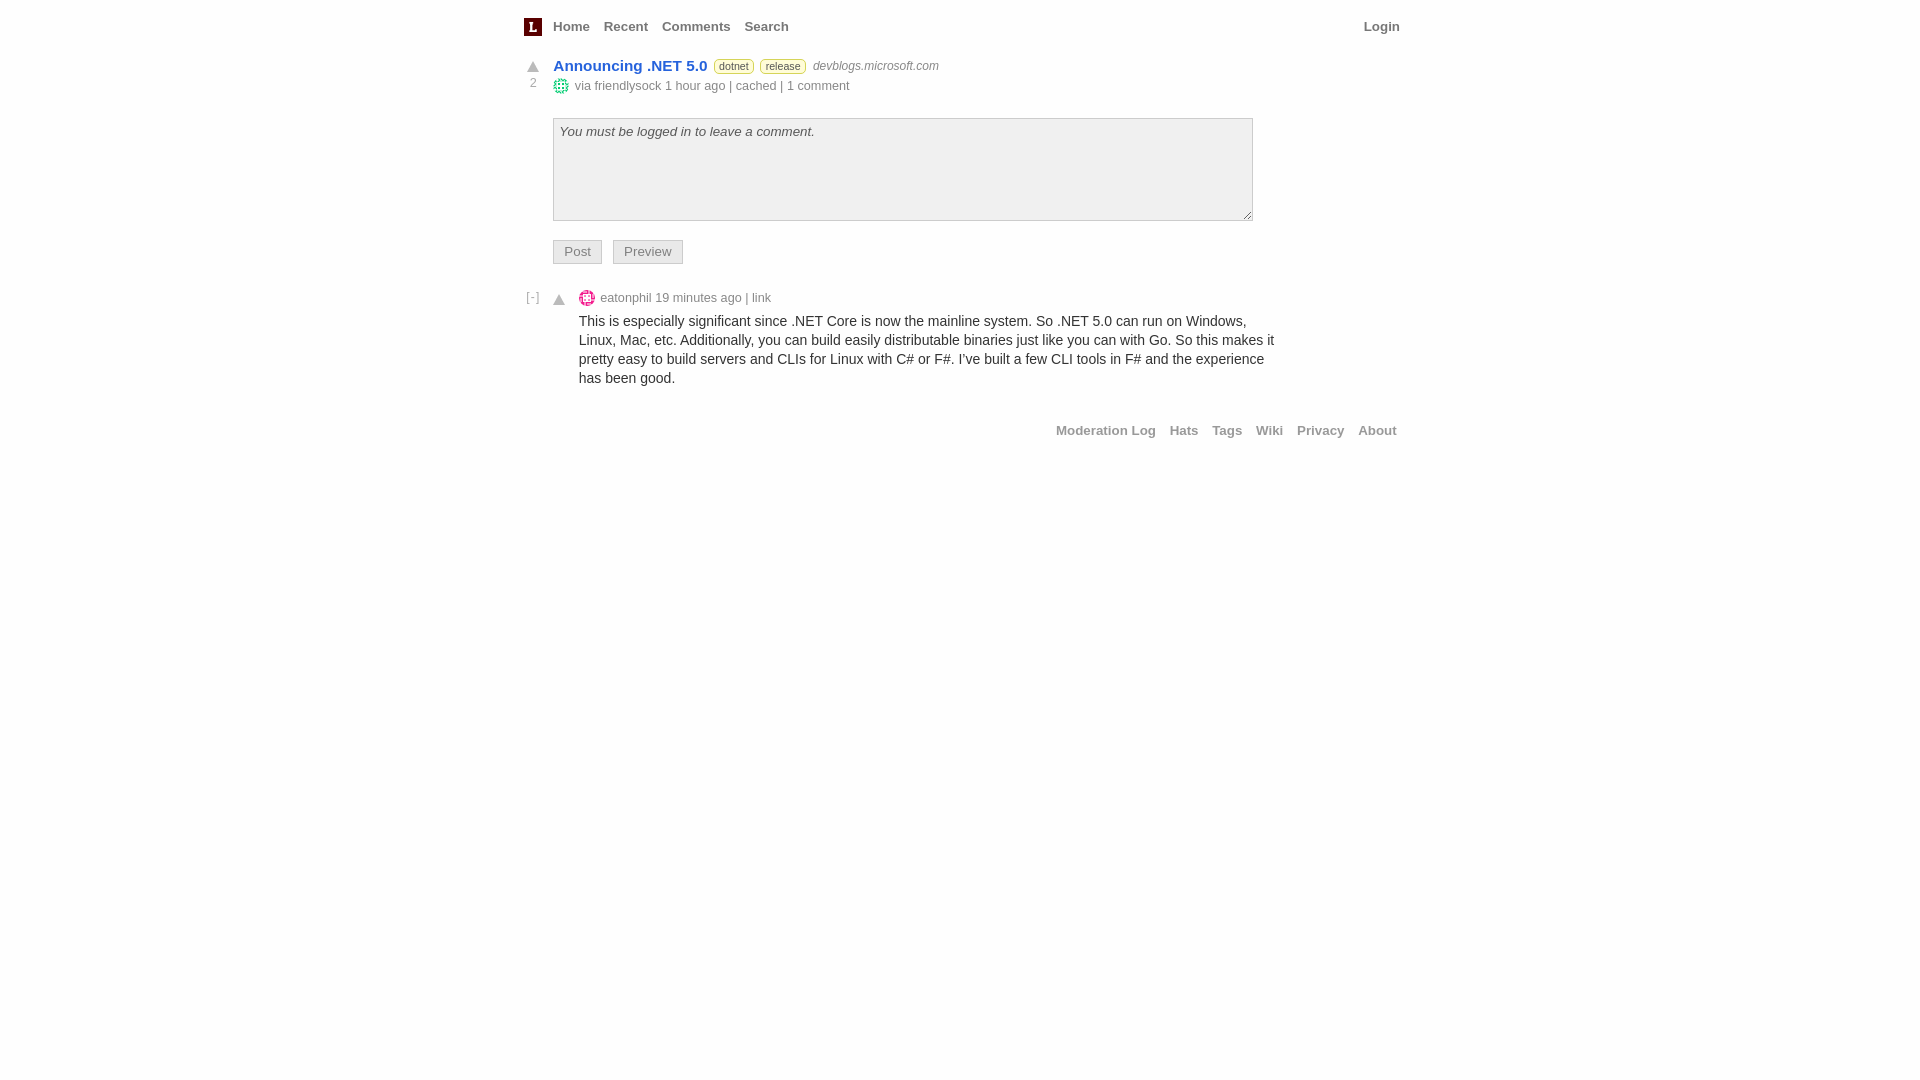 L Home Recent Comments Search Login
Announcing .NET 5.0 dotnet release devblogs.microsoft.com
2
via friendlysock 1 hour ago | cached | 1 comment
You must be logged in to leave a comment.
Post Preview
[-] eatonphil 19 minutes ago | link
This is especially significant since .NET Core is now the mainline system. So .NET 5.0 can run on Windows,
Linux, Mac, etc. Additionally, you can build easily distributable binaries just like you can with Go. So this makes it
pretty easy to build servers and CLIs for Linux with C# or F#. I’ve built a few CLI tools in F# and the experience
has been good.
Moderation Log Hats Tags Wiki Privacy About